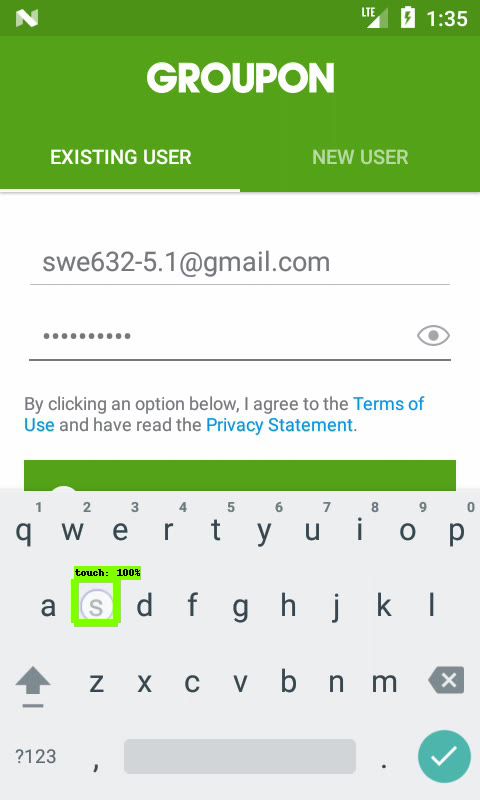 LTE 1:35
GROUPON
EXISTING USER NEW USER
swe632-5.1@gmail.com
••••••••••
By clicking an option below, I agree to the Terms of
Use and have read the Privacy Statement.
1 2 3 4 5 6 7 8 9 0
q w e r t y u i o p
touch: 100%
a s d f g h j k l
z x c v b n m
?123 , .